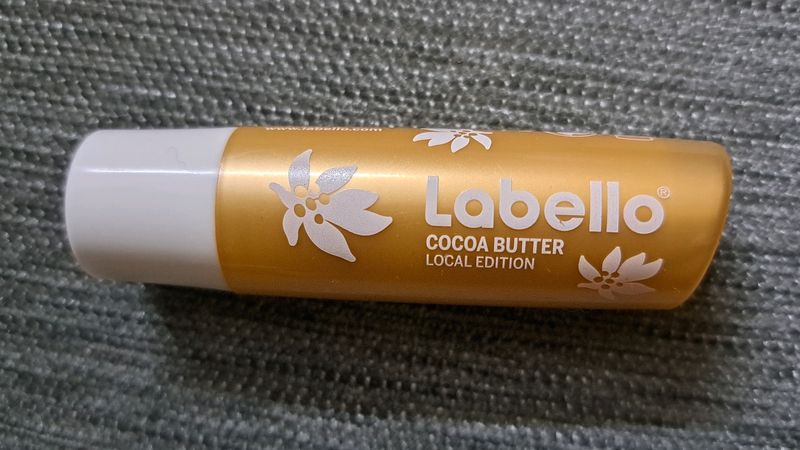 www.labello.com
Labello®
COCOA BUTTER
LOCAL EDITION